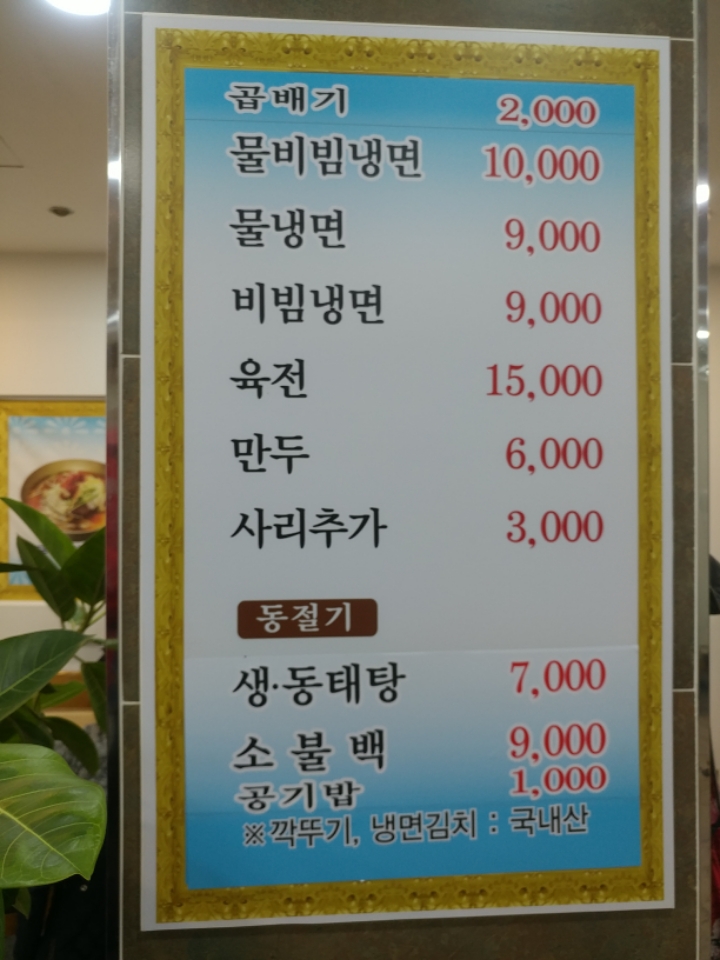 곱배기 2,000
물비빔냉면 10,000
물냉면 9,000
비빔냉면 9,000
육전 15,000
만두 6,000
사리추가 3,000
동절기
생·동태탕 7,000
소 불 백 9,000
공기밥 1,000
※깍뚜기, 냉면김치 : 국내산